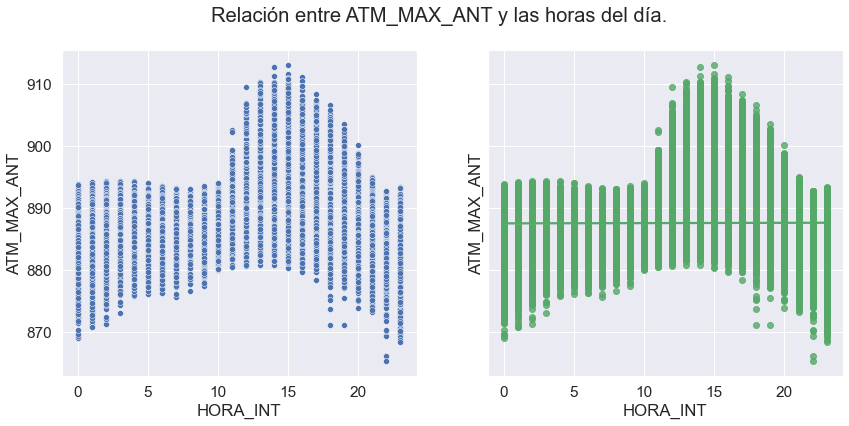 Relación entre ATM_MAX_ANT y las horas del día.
ATM_MAX_ANT
910
900
890
880
870
0 5 10 15 20
HORA_INT
ATM_MAX_ANT
0 5 10 15 20
HORA_INT